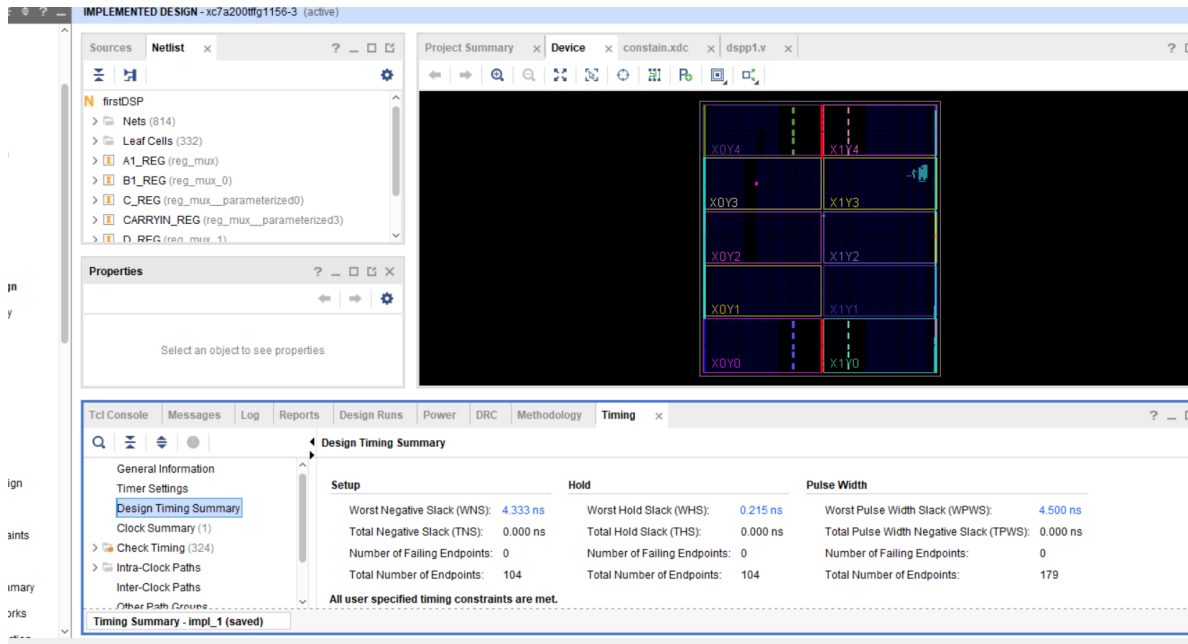 IMPLEMENTED DESIGN - xc7a200tffg1156-3 (active)
Sources Netlist
Project Summary Device constain.xdc dspp1.v
firstDSP
Nets (814)
Leaf Cells (332)
A1_REG (reg_mux)
B1_REG (reg_mux_0)
C_REG (reg_mux__parameterized0)
CARRYIN_REG (reg_mux__parameterized3)
D_REG (reg_mux_1)
Properties
Select an object to see properties
X0Y4 X1Y4
X0Y3 X1Y3
X0Y2 X1Y2
X0Y1 X1Y1
X0Y0 X1Y0
Tcl Console Messages Log Reports Design Runs Power DRC Methodology Timing
General Information
Timer Settings
Design Timing Summary
Clock Summary (1)
Check Timing (324)
Intra-Clock Paths
Inter-Clock Paths
Other Path Groups
Timing Summary - impl_1 (saved)
Design Timing Summary
Setup
Worst Negative Slack (WNS): 4.333 ns
Total Negative Slack (TNS): 0.000 ns
Number of Failing Endpoints: 0
Total Number of Endpoints: 104
Hold
Worst Hold Slack (WHS): 0.215 ns
Total Hold Slack (THS): 0.000 ns
Number of Failing Endpoints: 0
Total Number of Endpoints: 104
Pulse Width
Worst Pulse Width Slack (WPWS): 4.500 ns
Total Pulse Width Negative Slack (TPWS): 0.000 ns
Number of Failing Endpoints: 0
Total Number of Endpoints: 179
All user specified timing constraints are met.